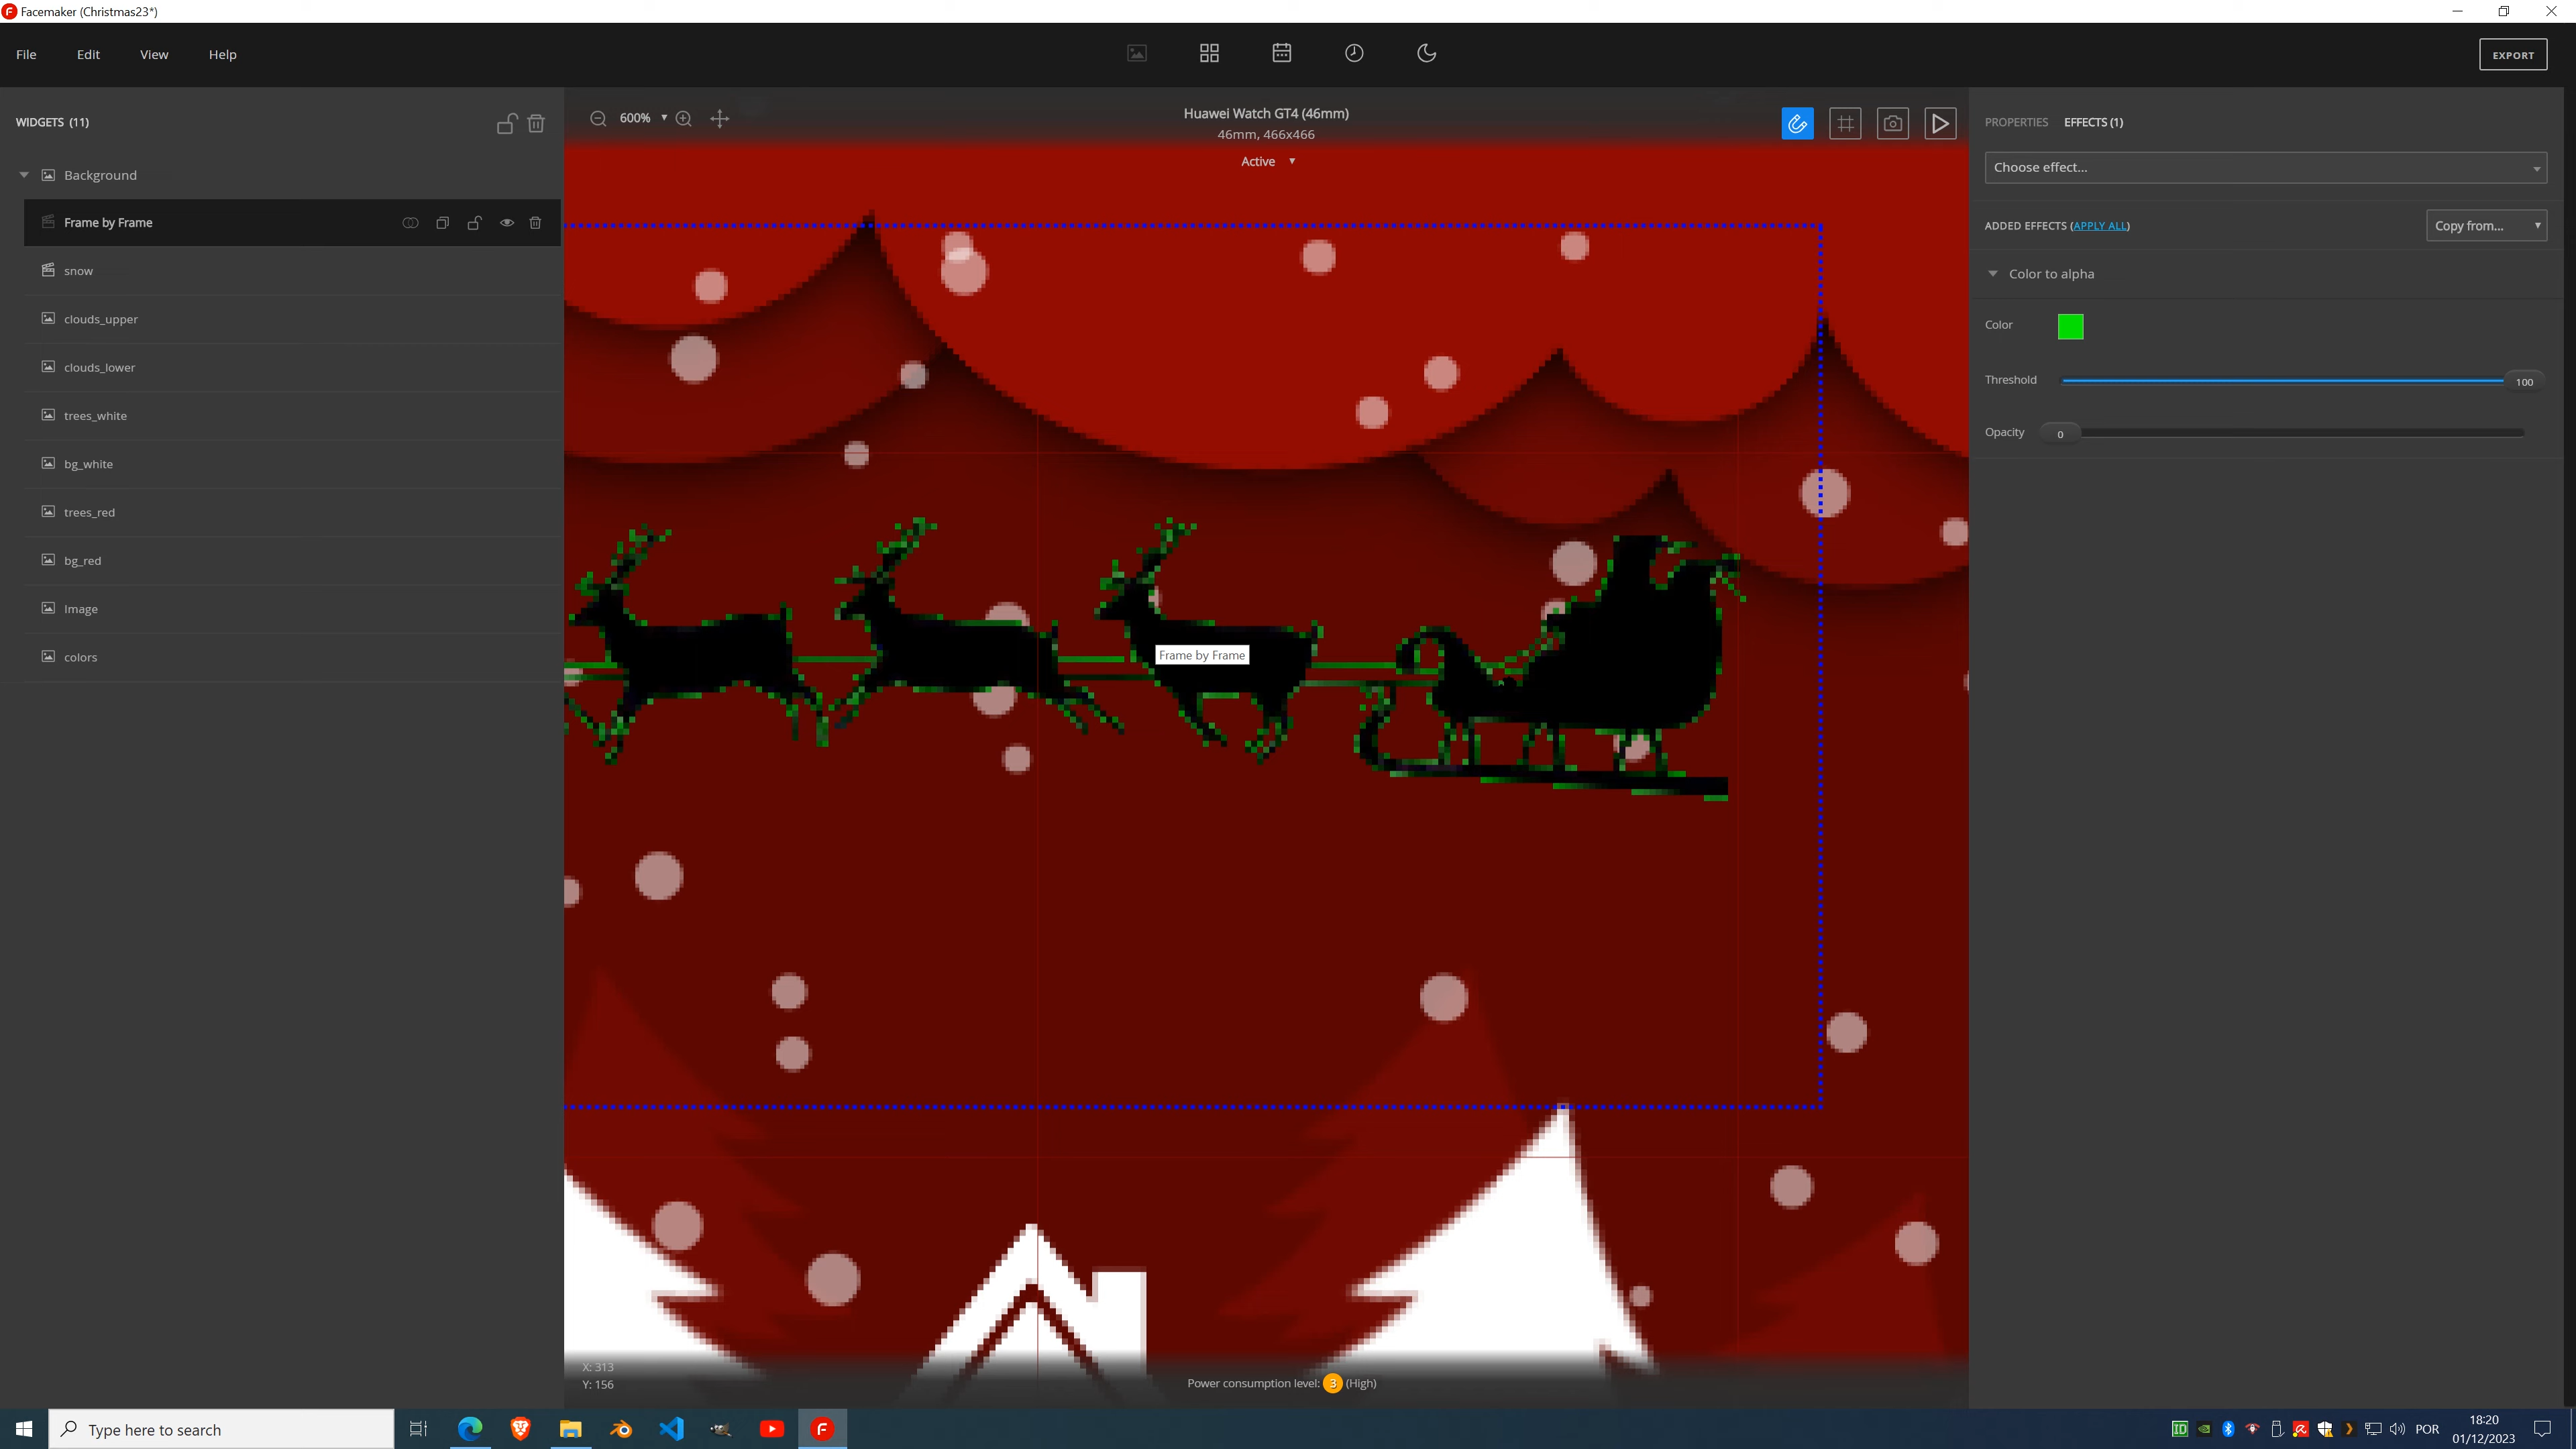 Facemaker (Christmas23*)
File Edit View Help
EXPORT
WIDGETS (11)
Background
Frame by Frame
snow
clouds_upper
clouds_lower
trees_white
bg_white
trees_red
bg_red
Image
colors
600%
Huawei Watch GT4 (46mm)
46mm, 466x466
Active
Frame by Frame
X: 313
Y: 156
Power consumption level: 3 (High)
PROPERTIES EFFECTS (1)
Choose effect...
ADDED EFFECTS (APPLY ALL)
Copy from...
Color to alpha
Color
Threshold 100
Opacity 0
Type here to search
ID
POR
18:20
01/12/2023